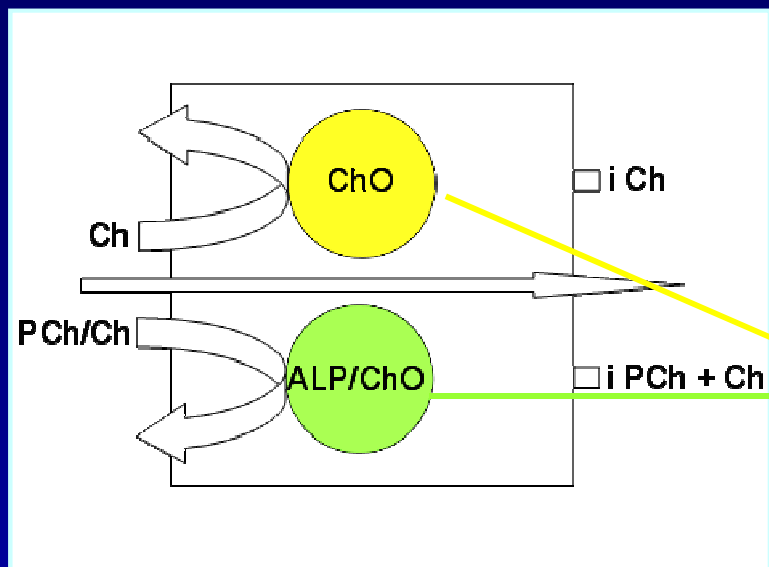 ChO
□ i Ch
Ch
PCh/Ch
ALP/ChO
□ i PCh + Ch